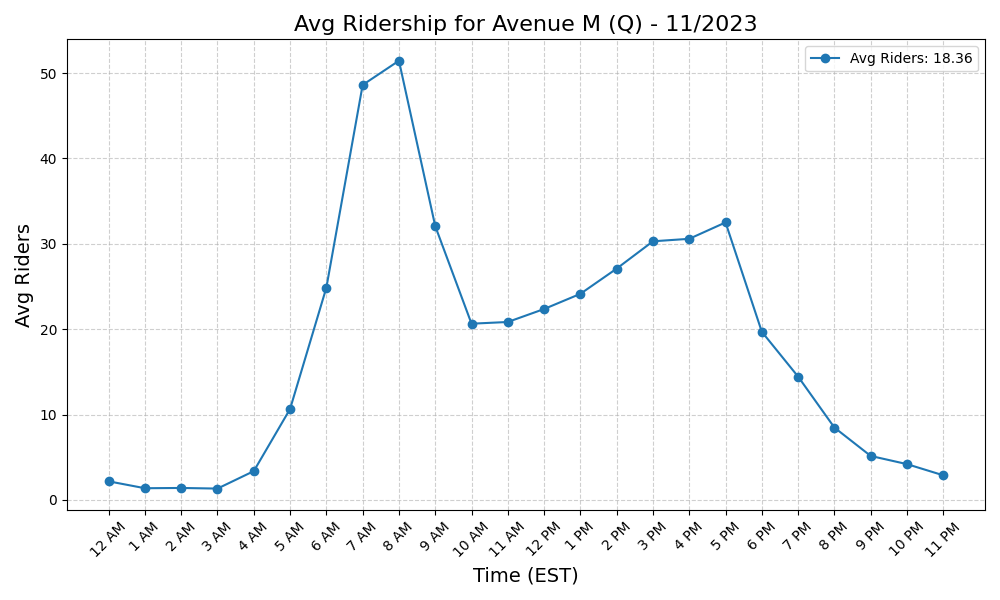 Avg Ridership for Avenue M (Q) - 11/2023
Avg Riders: 18.36
Avg Riders
50
40
30
20
10
0
12 AM
1 AM
2 AM
3 AM
4 AM
5 AM
6 AM
7 AM
8 AM
9 AM
10 AM
11 AM
12 PM
1 PM
2 PM
3 PM
4 PM
5 PM
6 PM
7 PM
8 PM
9 PM
10 PM
11 PM
Time (EST)